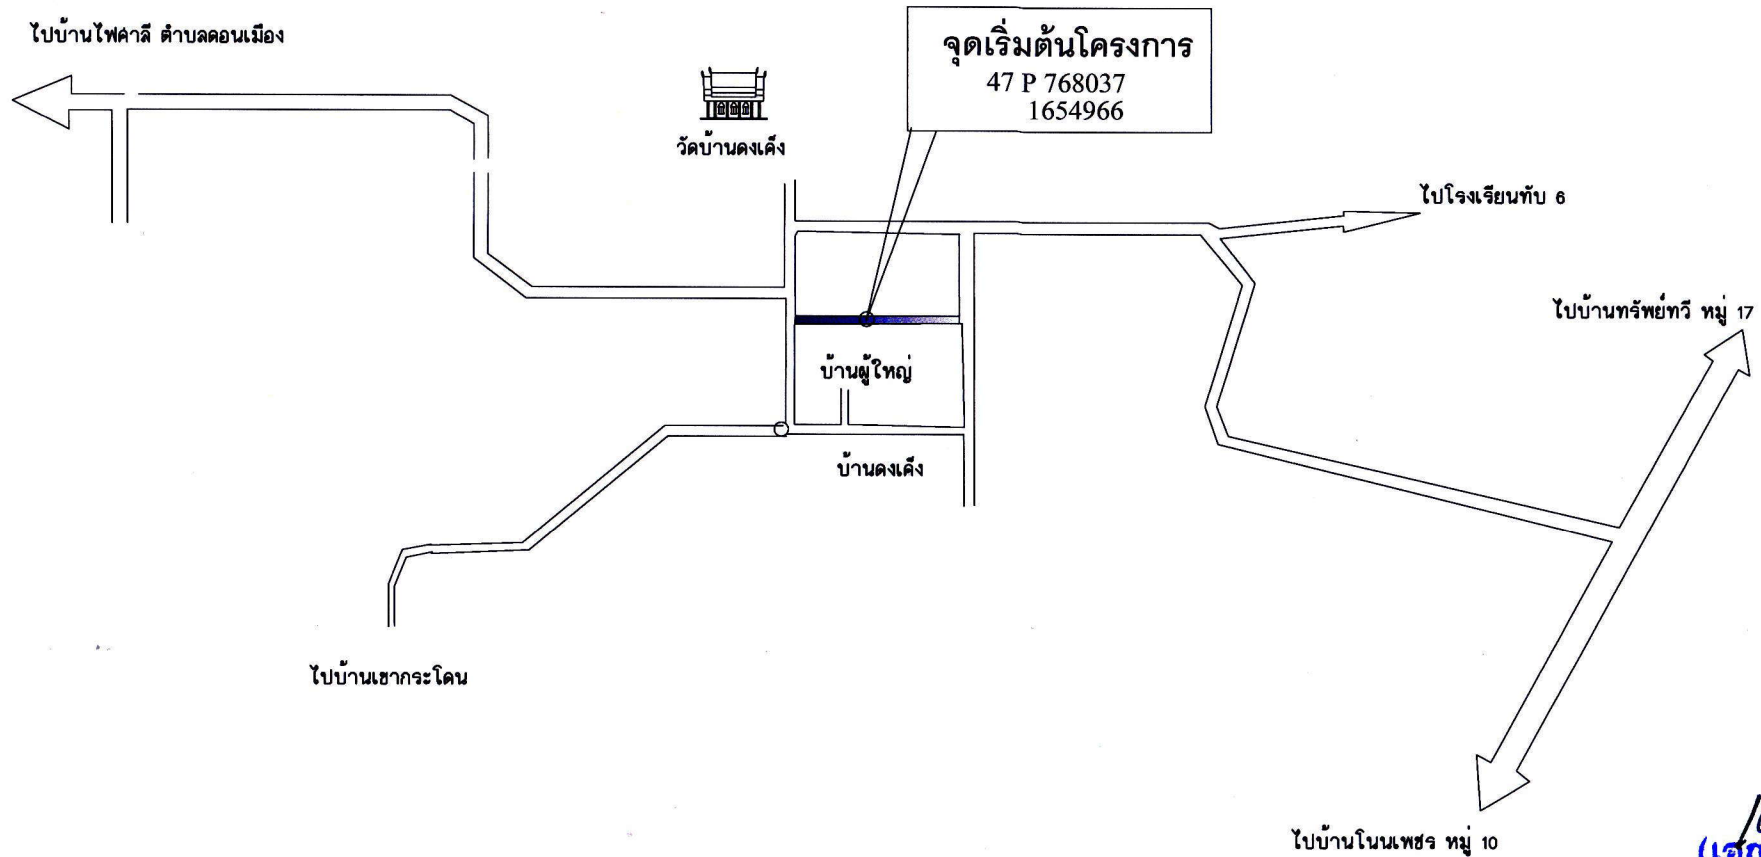 ไปบ้านไฟคาลี ตำบลดอนเมือง
จุดเริ่มต้นโครงการ
47 P 768037
1654966
วัดบ้านดงเค็ง
ไปโรงเรียนทับ 6
ไปบ้านทรัพย์ทวี หมู่ 17
บ้านผู้ใหญ่
บ้านดงเค็ง
ไปบ้านเขากระโดน
ไปบ้านโนนเพชร หมู่ 10